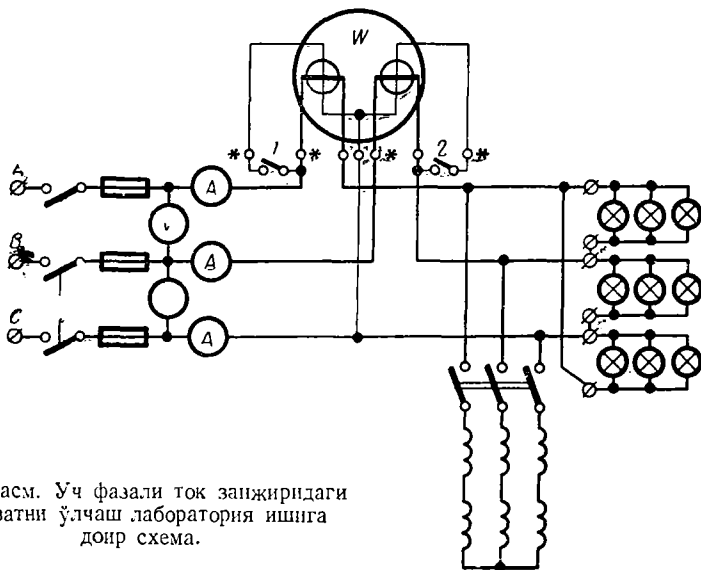 W
* 1 * * 2 *
A
A
B
V
A
C
A
асм. Уч фазали ток занжиридаги
ватни ўлчаш лаборатория ишига
доир схема.